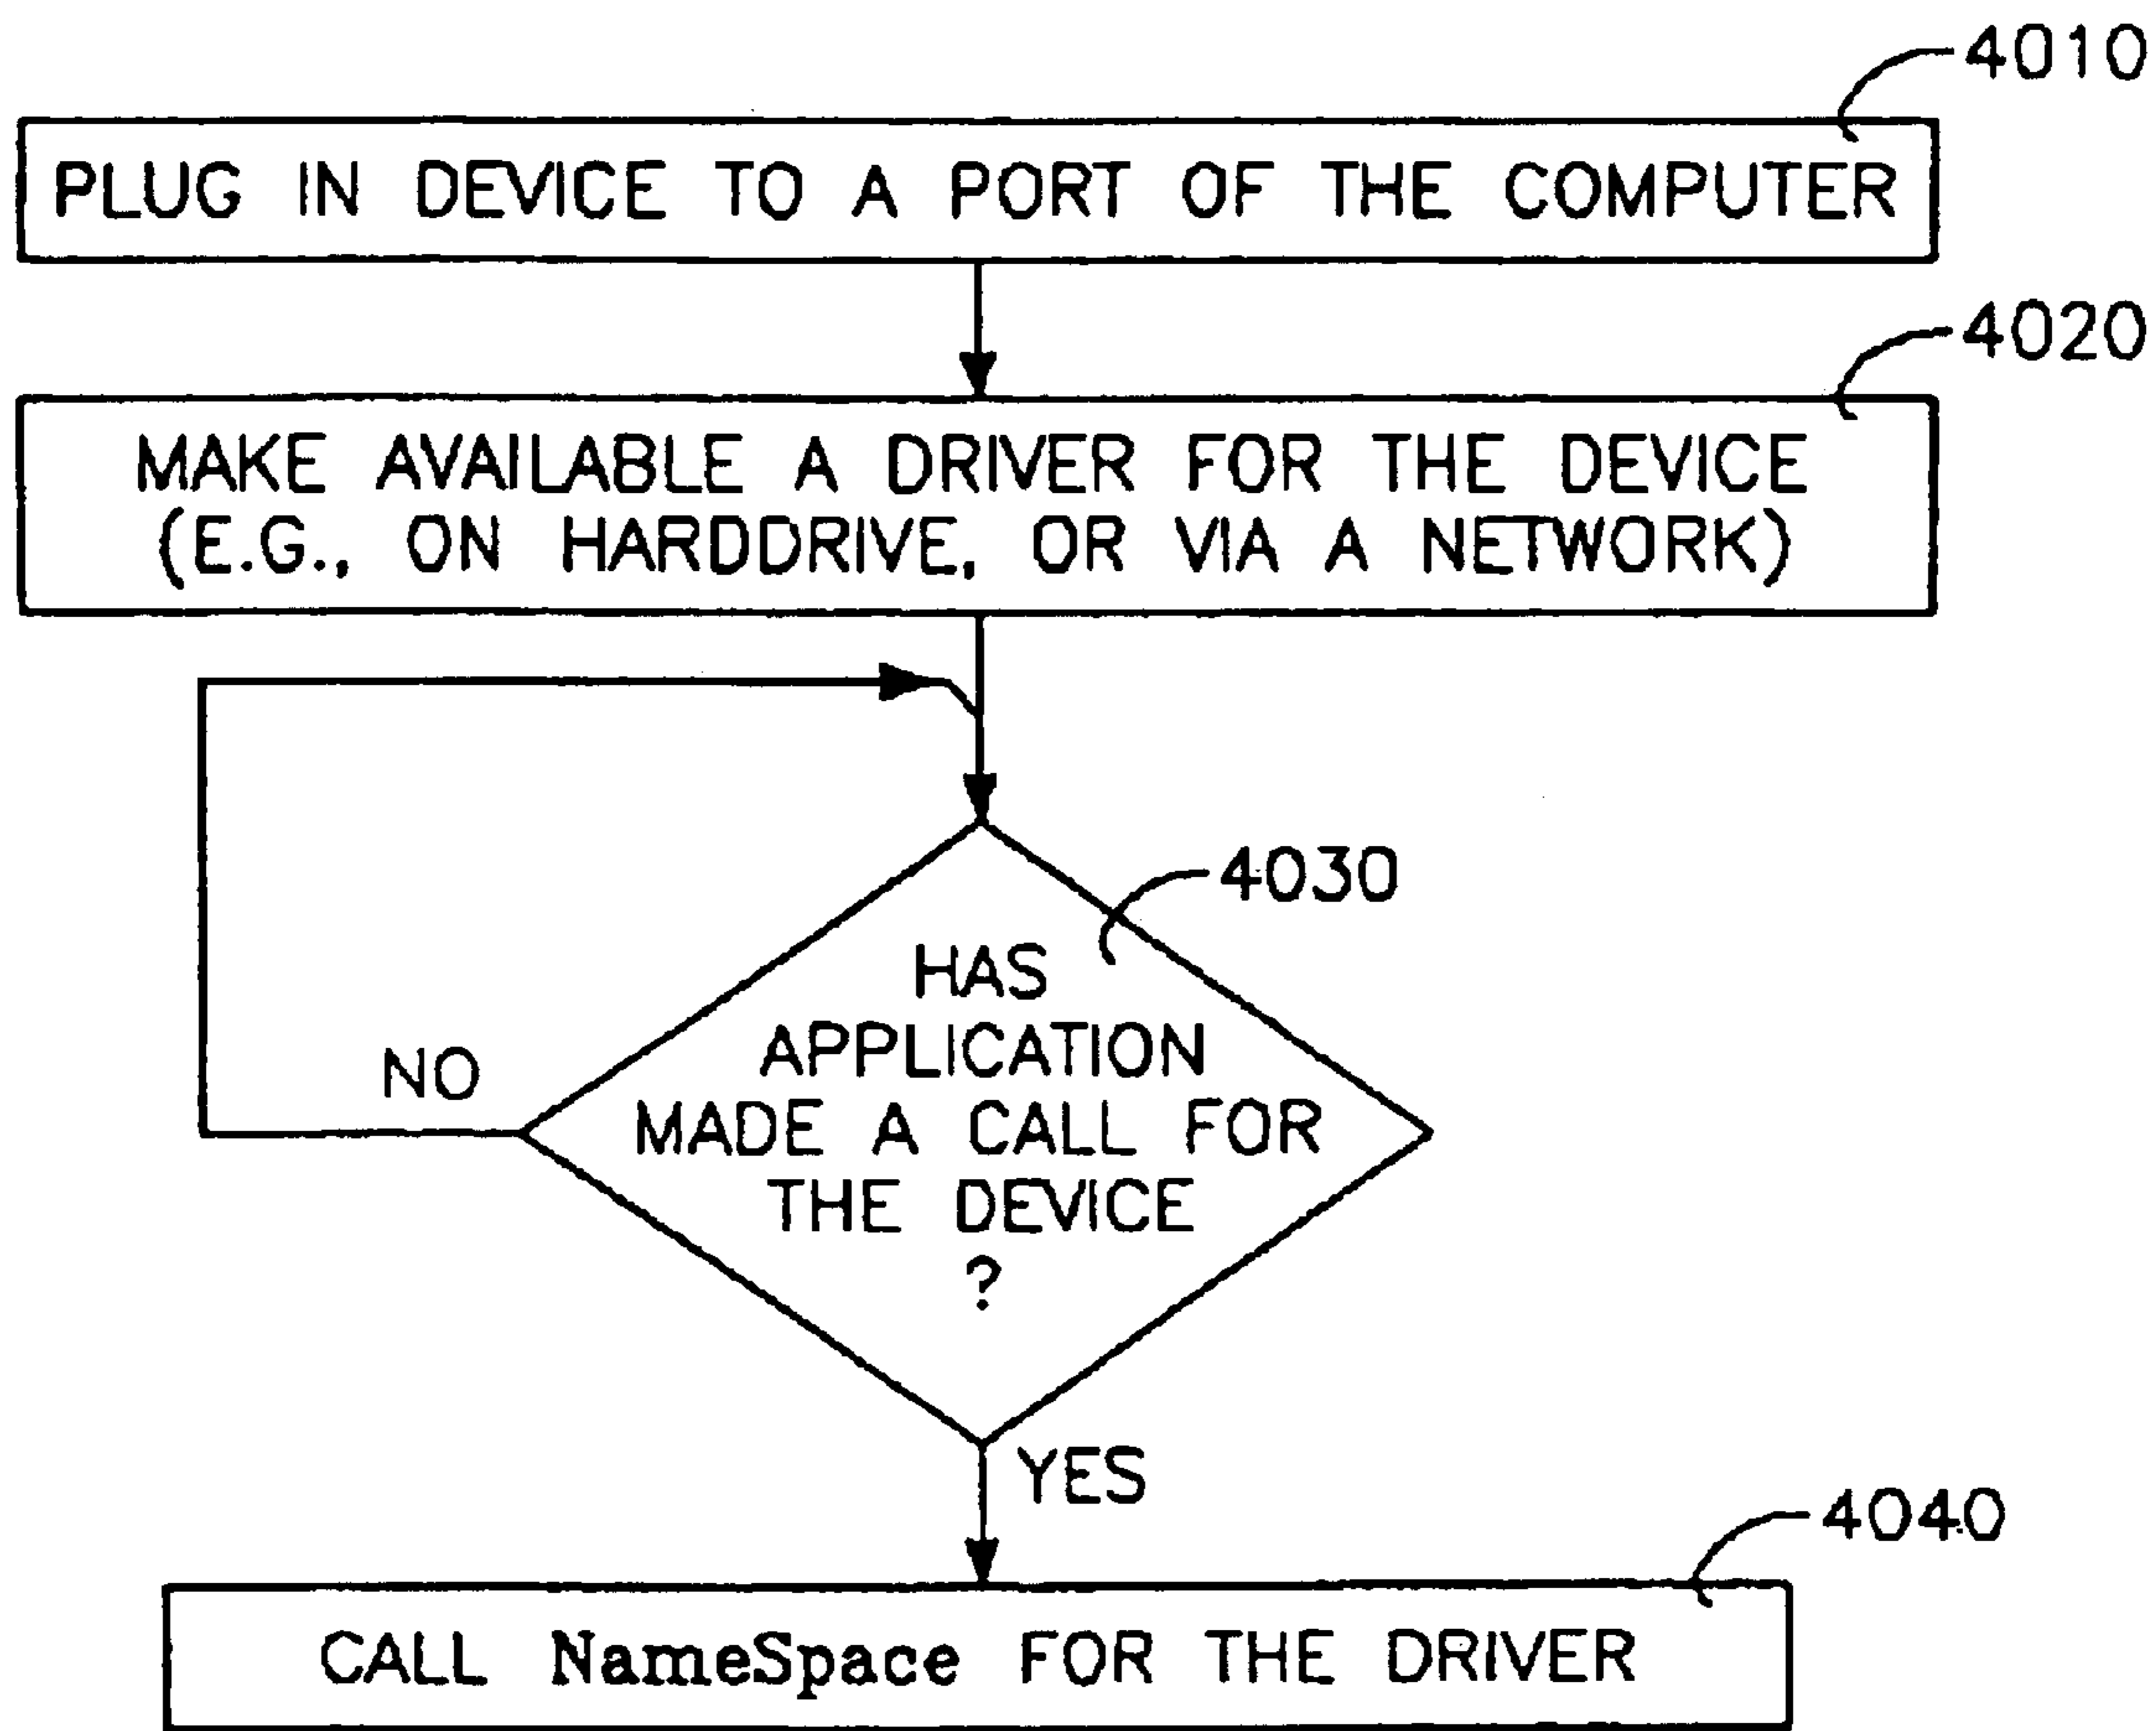 4010
PLUG IN DEVICE TO A PORT OF THE COMPUTER
4020
MAKE AVAILABLE A DRIVER FOR THE DEVICE
(E.G., ON HARDDRIVE, OR VIA A NETWORK)
4030
HAS
APPLICATION
MADE A CALL FOR
THE DEVICE
?
NO
YES
4040
CALL NameSpace FOR THE DRIVER